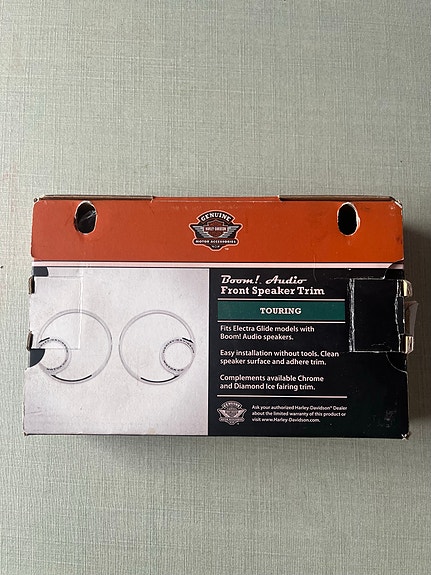 GENUINE
HARLEY-DAVIDSON
MOTOR ACCESSORIES
Boom! Audio
Front Speaker Trim
TOURING
Fits Electra Glide models with
Boom! Audio speakers.
Easy installation without tools. Clean
speaker surface and adhere trim.
Complements available Chrome
and Diamond Ice fairing trim.
Ask your authorized Harley-Davidson® Dealer
about the limited warranty of this product or
visit www.Harley-Davidson.com.